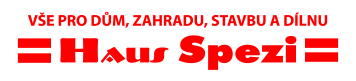 VŠE PRO DŮM, ZAHRADU, STAVBU A DÍLNU
Haus Spezi